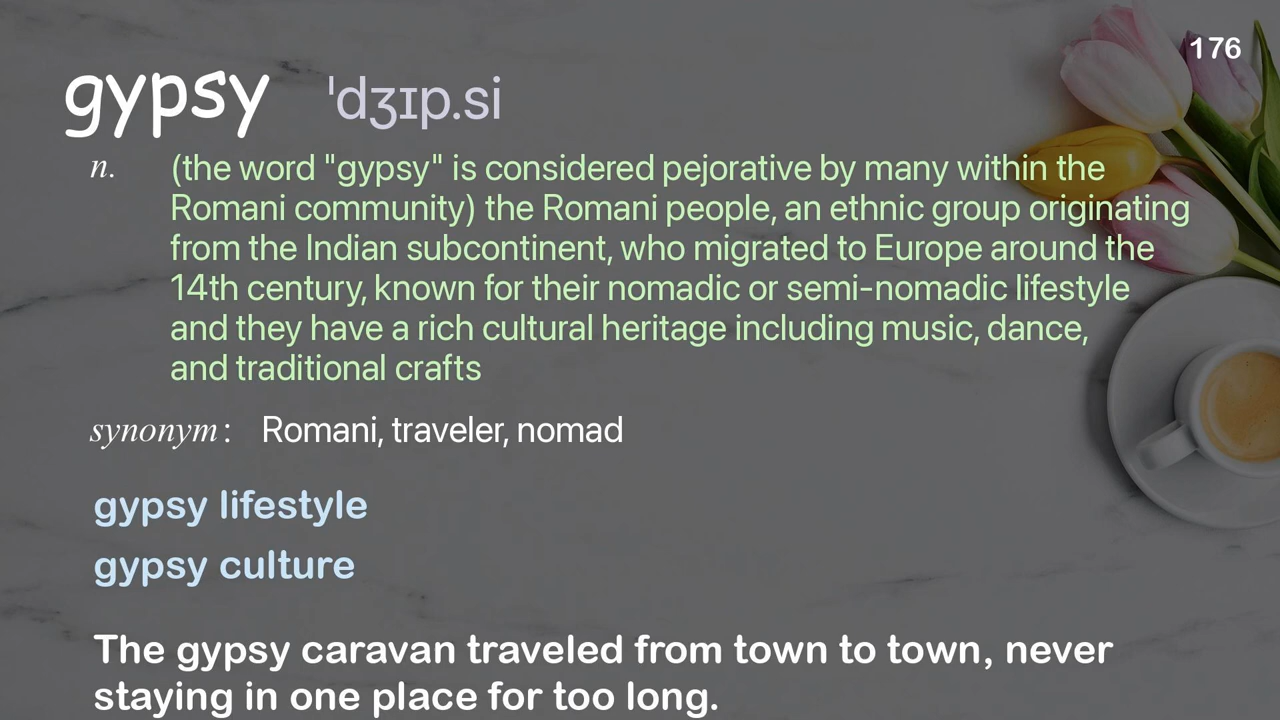 176
gypsy ˈdʒɪp.si
n. (the word "gypsy" is considered pejorative by many within the
Romani community) the Romani people, an ethnic group originating
from the Indian subcontinent, who migrated to Europe around the
14th century, known for their nomadic or semi-nomadic lifestyle
and they have a rich cultural heritage including music, dance,
and traditional crafts
synonym: Romani, traveler, nomad
gypsy lifestyle
gypsy culture
The gypsy caravan traveled from town to town, never
staying in one place for too long.